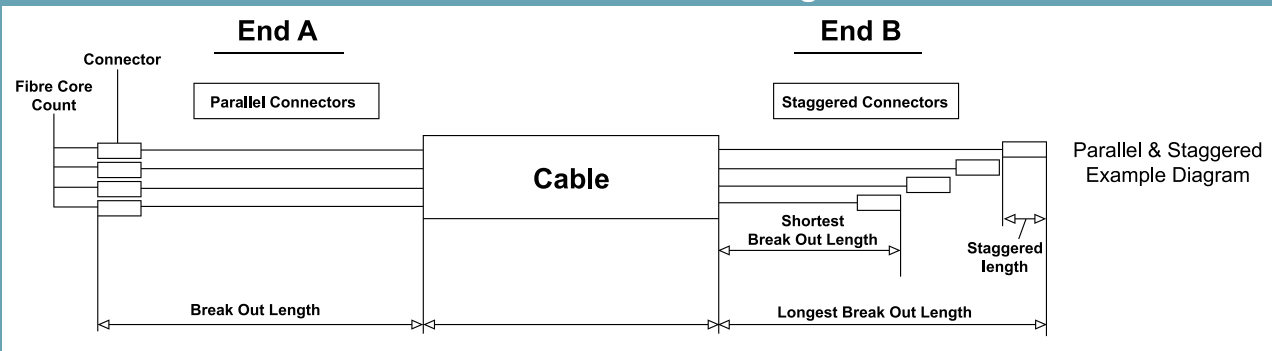 End A
End B
Connector
Fibre Core
Count
Parallel Connectors
Staggered Connectors
Cable
Parallel & Staggered
Example Diagram
Shortest
Break Out Length
Staggered
length
Break Out Length
Longest Break Out Length